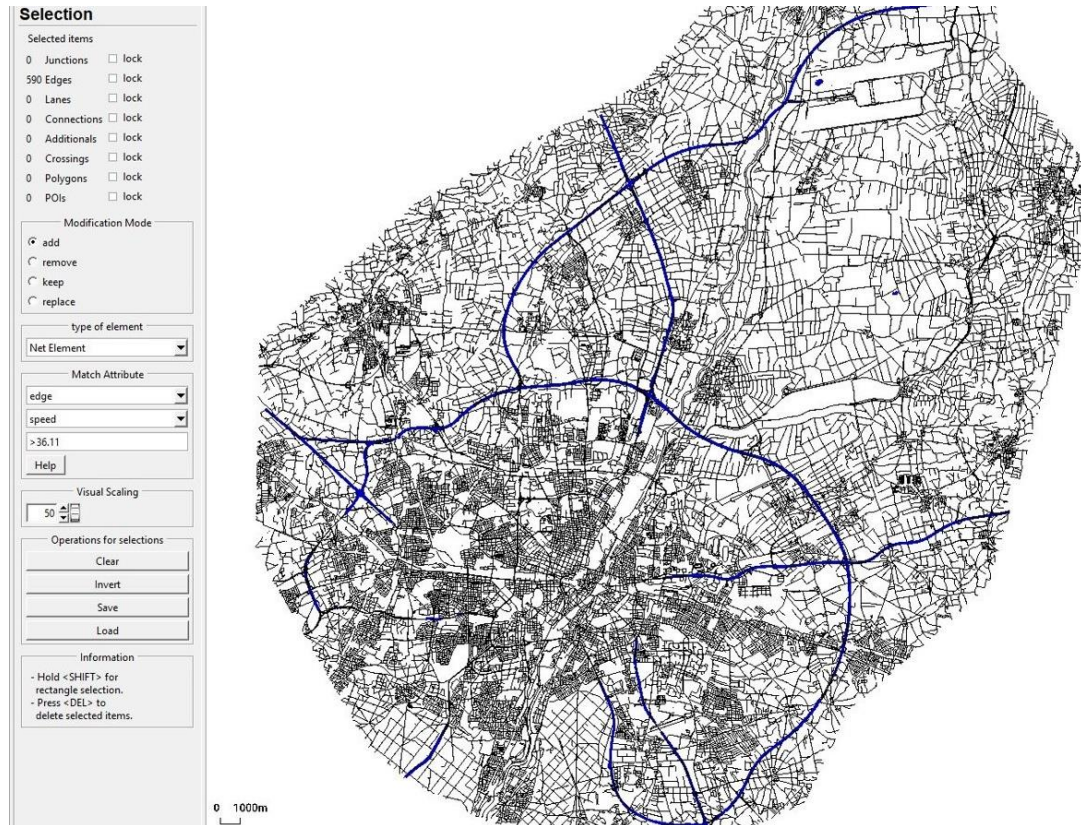 Selection
Selected items
0 Junctions lock
590 Edges lock
0 Lanes lock
0 Connections lock
0 Additionals lock
0 Crossings lock
0 Polygons lock
0 POIs lock
Modification Mode
add
remove
keep
replace
type of element
Net Element
Match Attribute
edge
speed
>36.11
Help
Visual Scaling
50
Operations for selections
Clear
Invert
Save
Load
Information
- Hold <SHIFT> for
rectangle selection.
- Press <DEL> to
delete selected items.
0 1000m